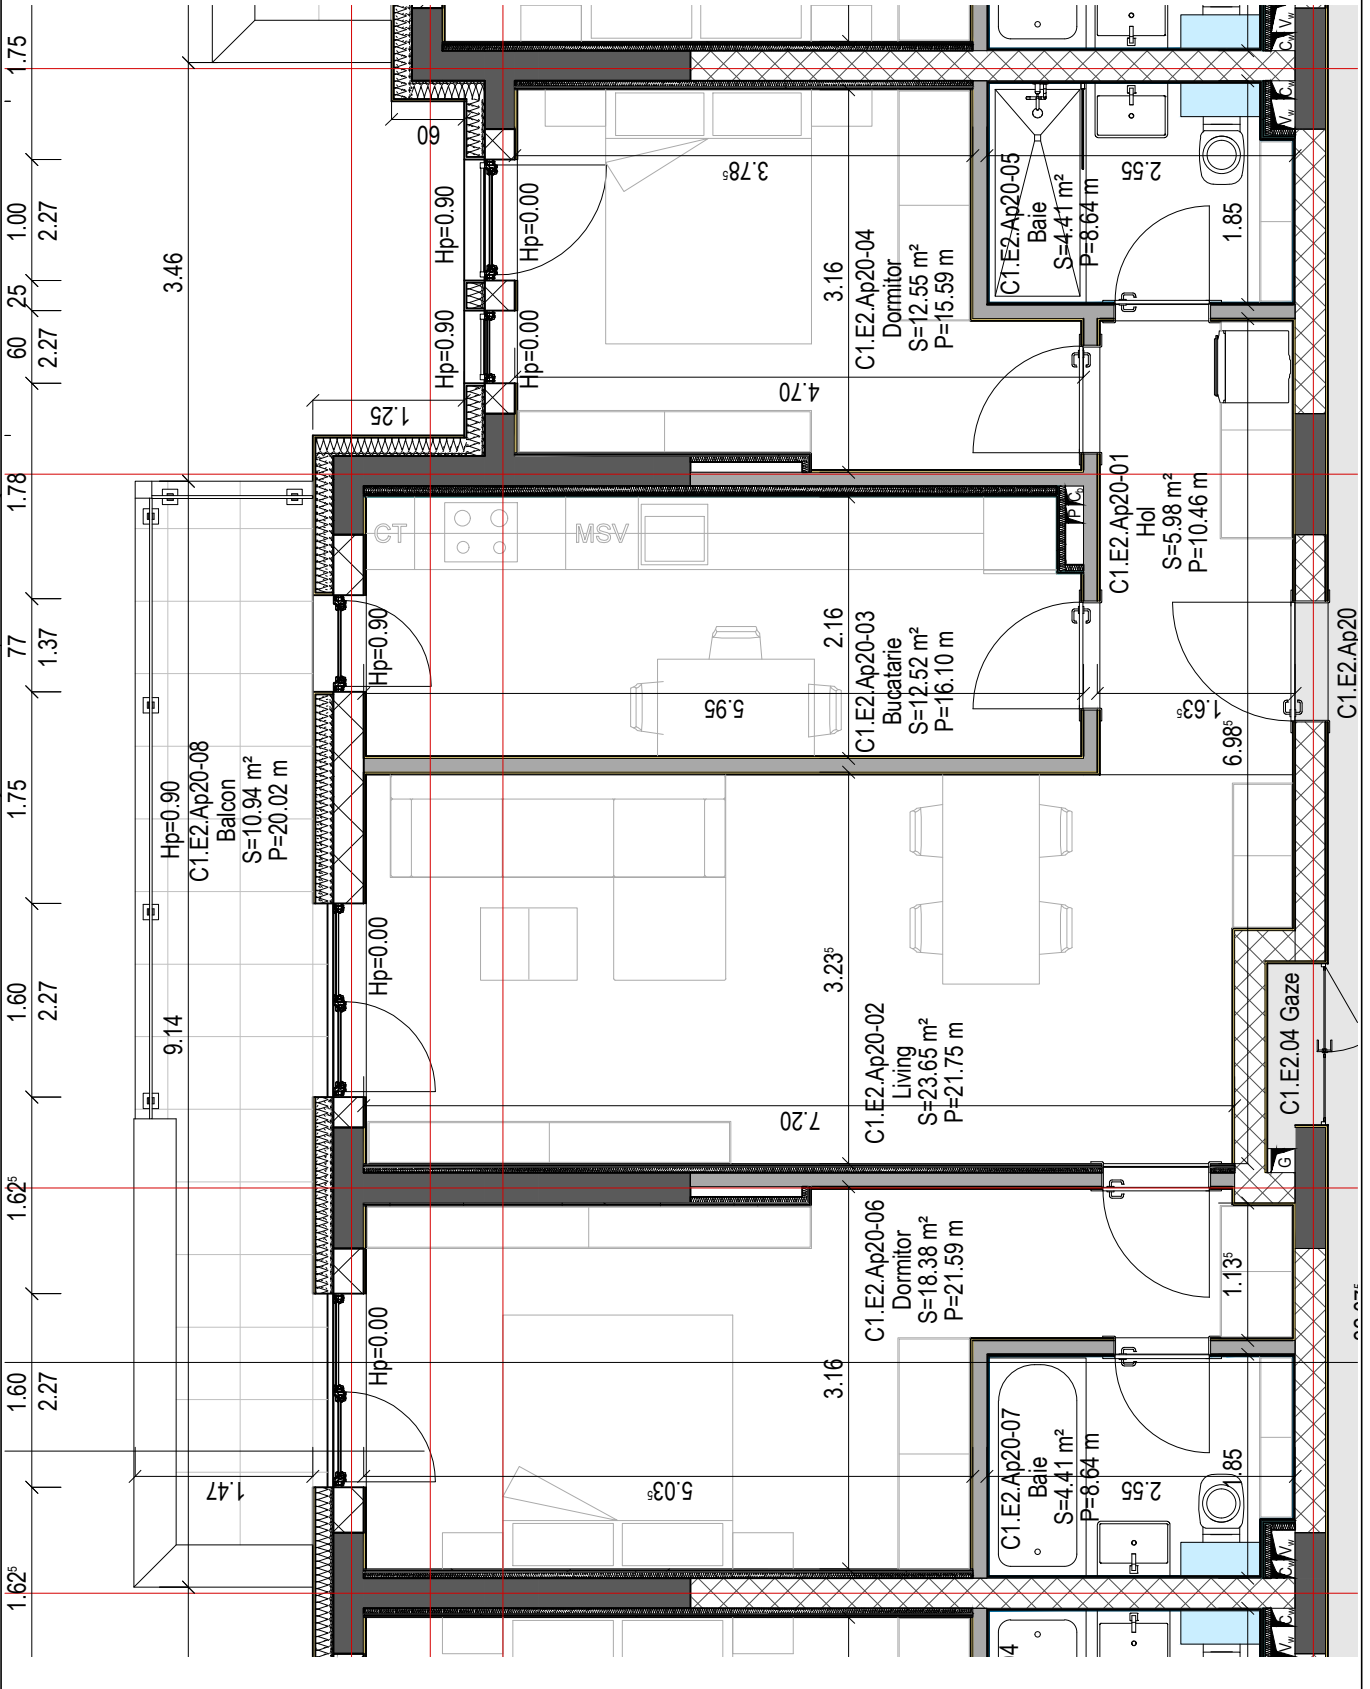 1.75
1.00
2.27
25
60
2.27
1.78
77
1.37
1.75
1.60
2.27
1.62⁵
1.60
2.27
1.62⁵
3.46
9.14
1.47
60
1.25
Hp=0.90
Hp=0.00
Hp=0.90
Hp=0.00
3.78⁵
3.16
4.70
C1.E2.Ap20-04
Dormitor
S=12.55 m²
P=15.59 m
C1.E2.Ap20-05
Baie
S=4.41 m²
P=8.64 m
2.55
1.85
Cw
Vw
C1.E2.Ap20-01
Hol
S=5.98 m²
P=10.46 m
1.63⁵
6.98⁵
C1.E2.Ap20
CT
MSV
P
Hp=0.90
5.95
2.16
C1.E2.Ap20-03
Bucatarie
S=12.52 m²
P=16.10 m
Hp=0.90
C1.E2.Ap20-08
Balcon
S=10.94 m²
P=20.02 m
Hp=0.00
3.23⁵
7.20
C1.E2.Ap20-02
Living
S=23.65 m²
P=21.75 m
C1.E2.04 Gaze
G
C1.E2.Ap20-06
Dormitor
S=18.38 m²
P=21.59 m
1.13⁵
Hp=0.00
3.16
5.03⁵
C1.E2.Ap20-07
Baie
S=4.41 m²
P=8.64 m
2.55
1.85
Vw
Cw
Cw
Vw
4